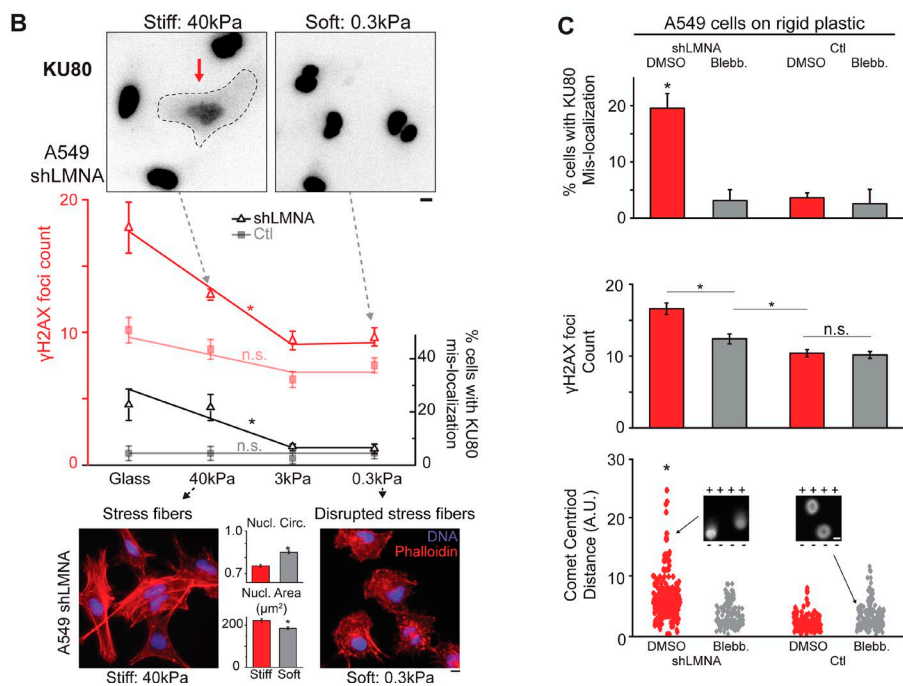 B
Stiff: 40kPa
Soft: 0.3kPa
KU80
A549
shLMNA
shLMNA
Ctl
γH2AX foci count
20
10
0
*
n.s.
*
n.s.
% cells with KU80
mis-localization
40
20
0
Glass
40kPa
3kPa
0.3kPa
Stress fibers
Disrupted stress fibers
A549 shLMNA
Nucl. Circ.
1.0
0.7
*
Nucl. Area
(μm²)
200
0
*
Stiff
Soft
DNA
Phalloidin
Stiff: 40kPa
Soft: 0.3kPa
C
A549 cells on rigid plastic
shLMNA
Ctl
DMSO
Blebb.
DMSO
Blebb.
% cells with KU80
Mis-localization
20
10
0
*
γH2AX foci
Count
20
10
0
*
*
n.s.
Comet Centriod
Distance (A.U.)
30
20
10
0
*
+ + + +
- - - -
+ + + +
- - - -
DMSO
Blebb.
DMSO
Blebb.
shLMNA
Ctl